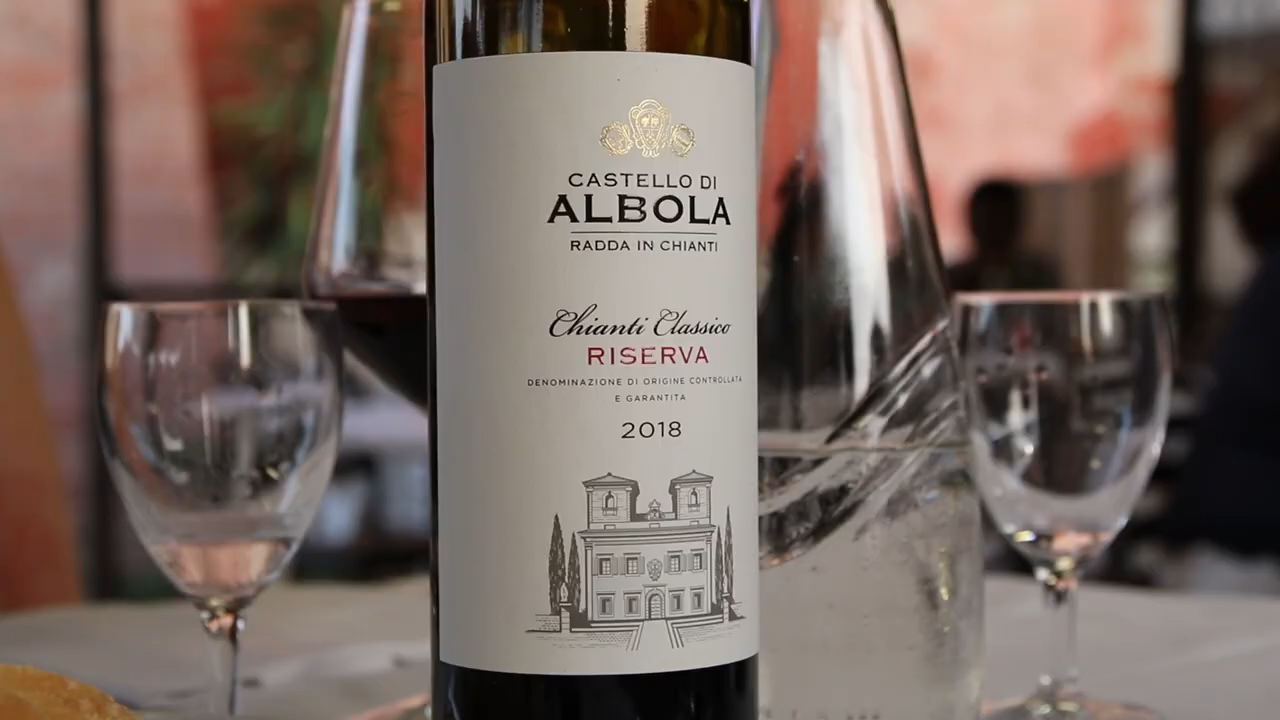 CASTELLO DI
ALBOLA
RADDA IN CHIANTI
Chianti Classico
RISERVA
DENOMINAZIONE DI ORIGINE CONTROLLATA
E GARANTITA
2018